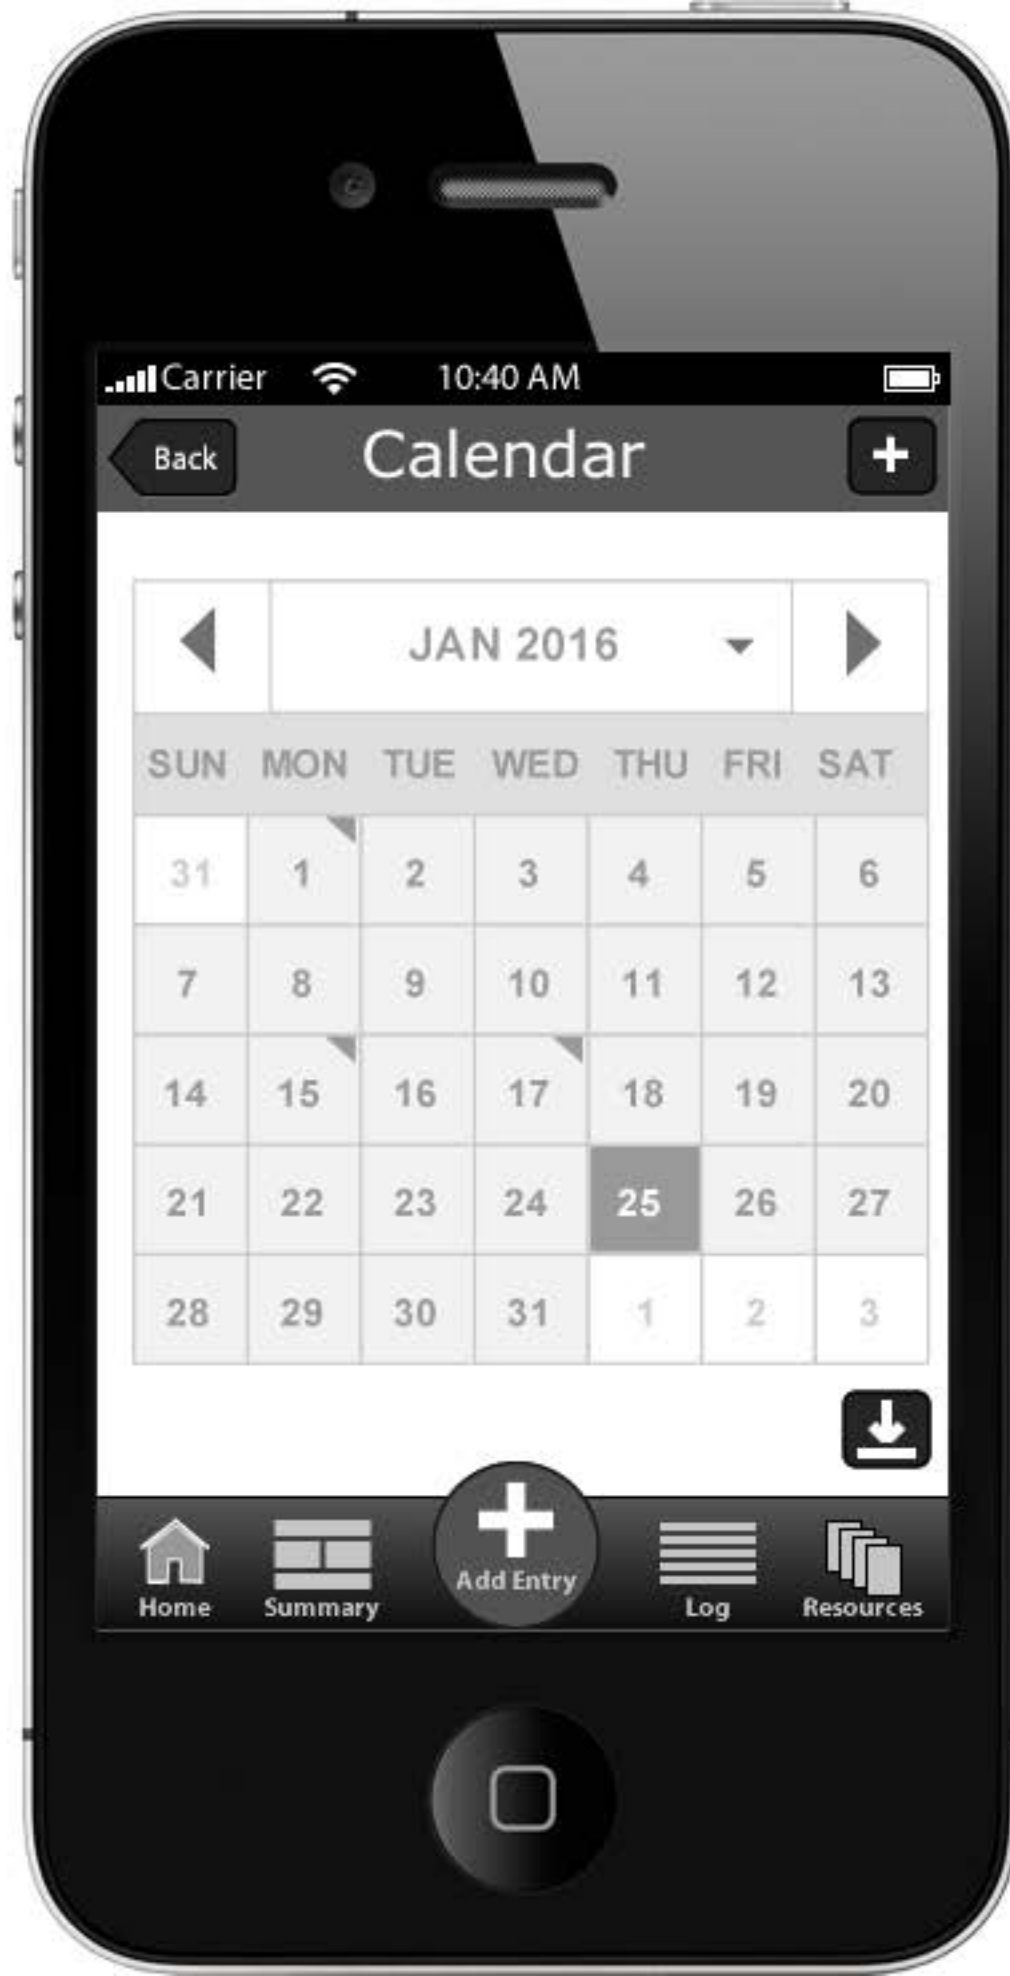 Carrier 10:40 AM
Back Calendar
JAN 2016
SUN MON TUE WED THU FRI SAT
31 1 2 3 4 5 6
7 8 9 10 11 12 13
14 15 16 17 18 19 20
21 22 23 24 25 26 27
28 29 30 31 1 2 3
Add Entry
Home Summary Log Resources